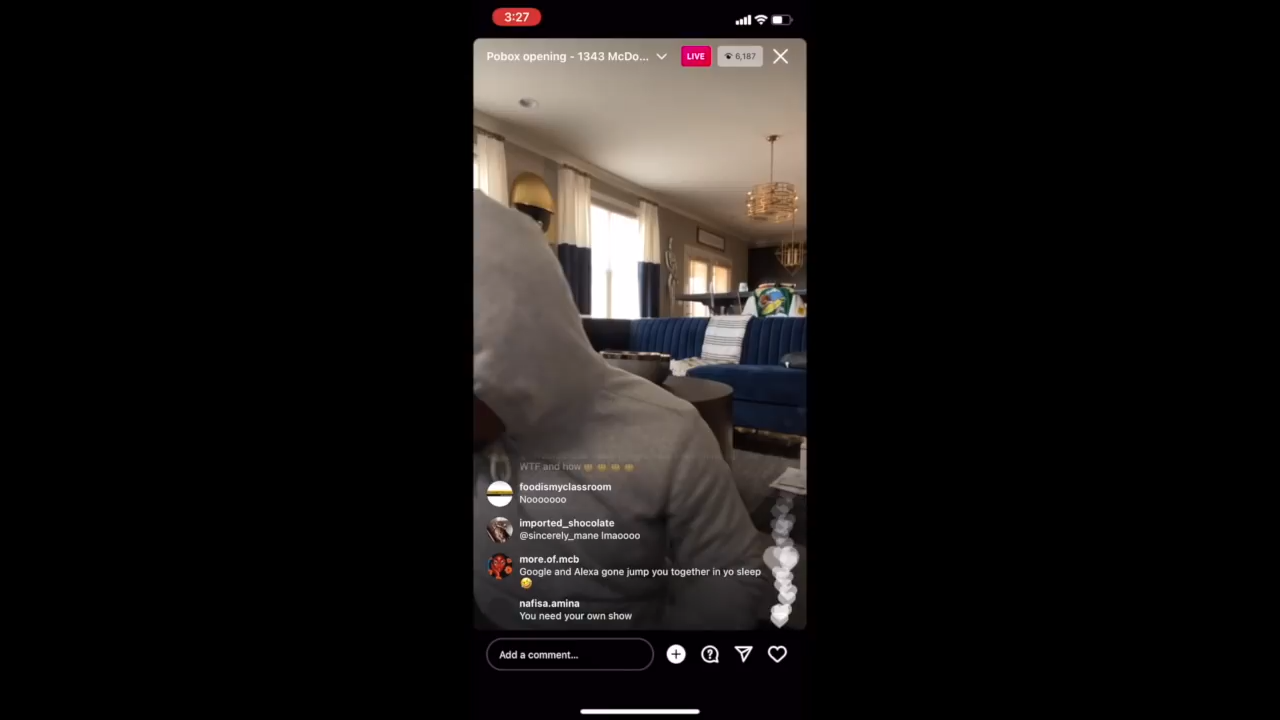 3:27
Pobox opening - 1343 McDo...
LIVE
6,187
WTF and how
foodismyclassroom
Nooooooo
imported_shocolate
@sincerely_mane lmaoooo
more.of.mcb
Google and Alexa gone jump you together in yo sleep
🤣
nafisa.amina
You need your own show
Add a comment...